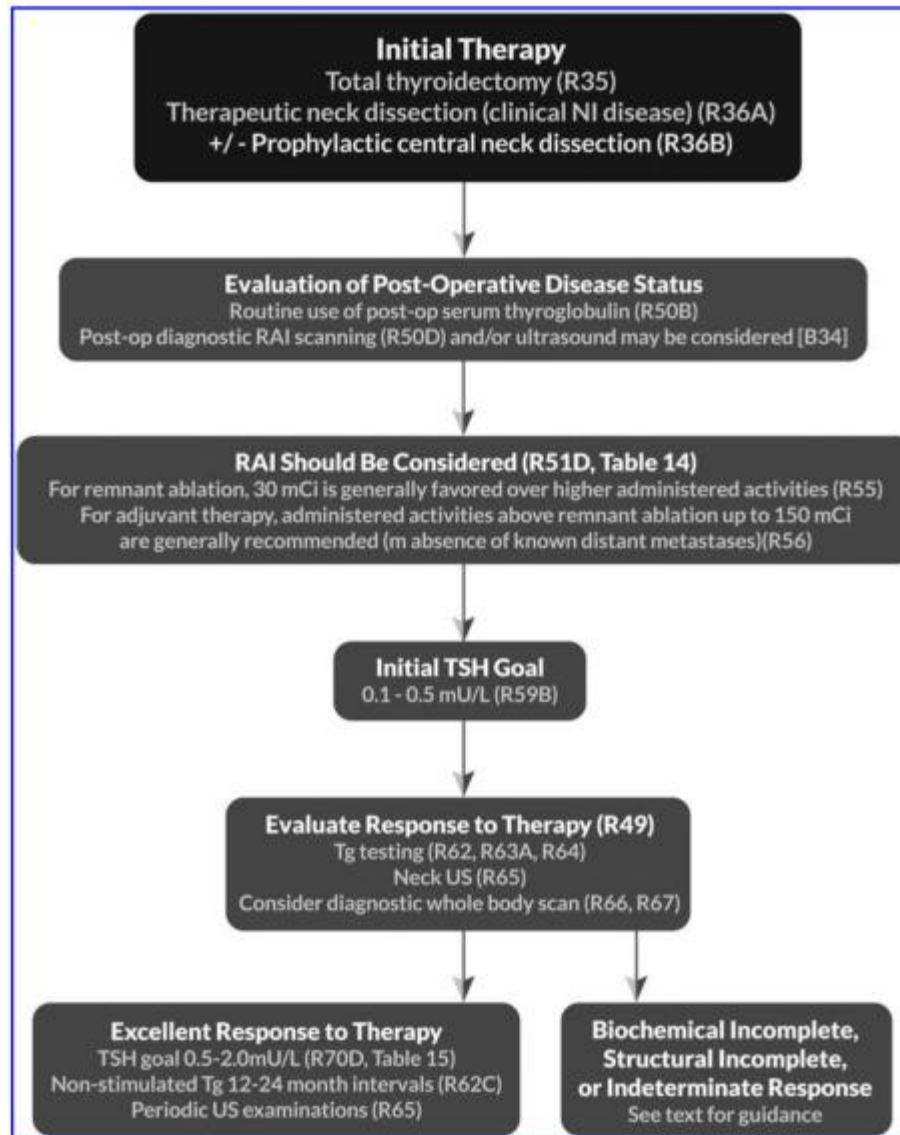 Initial Therapy
Total thyroidectomy (R35)
Therapeutic neck dissection (clinical NI disease) (R36A)
+/ - Prophylactic central neck dissection (R36B)
Evaluation of Post-Operative Disease Status
Routine use of post-op serum thyroglobulin (R50B)
Post-op diagnostic RAI scanning (R50D) and/or ultrasound may be considered [B34]
RAI Should Be Considered (R51D, Table 14)
For remnant ablation, 30 mCi is generally favored over higher administered activities (R55)
For adjuvant therapy, administered activities above remnant ablation up to 150 mCi
are generally recommended (m absence of known distant metastases)(R56)
Initial TSH Goal
0.1 - 0.5 mU/L (R59B)
Evaluate Response to Therapy (R49)
Tg testing (R62, R63A, R64)
Neck US (R65)
Consider diagnostic whole body scan (R66, R67)
Excellent Response to Therapy
TSH goal 0.5-2.0mU/L (R70D, Table 15)
Non-stimulated Tg 12-24 month intervals (R62C)
Periodic US examinations (R65)
Biochemical Incomplete,
Structural Incomplete,
or Indeterminate Response
See text for guidance